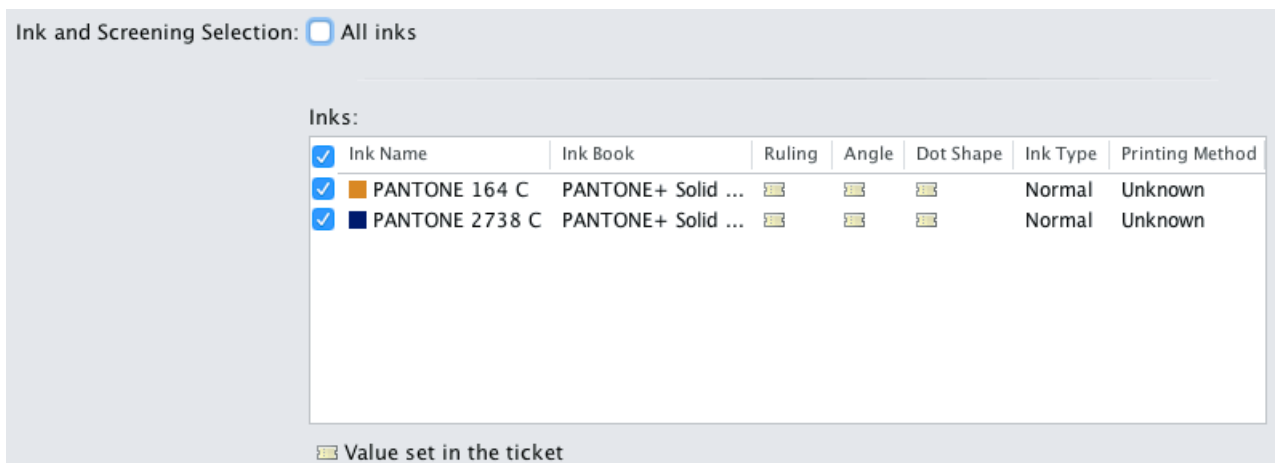 Ink and Screening Selection: All inks
Inks:
Ink Name Ink Book Ruling Angle Dot Shape Ink Type Printing Method
PANTONE 164 C PANTONE+ Solid ... Normal Unknown
PANTONE 2738 C PANTONE+ Solid ... Normal Unknown
Value set in the ticket